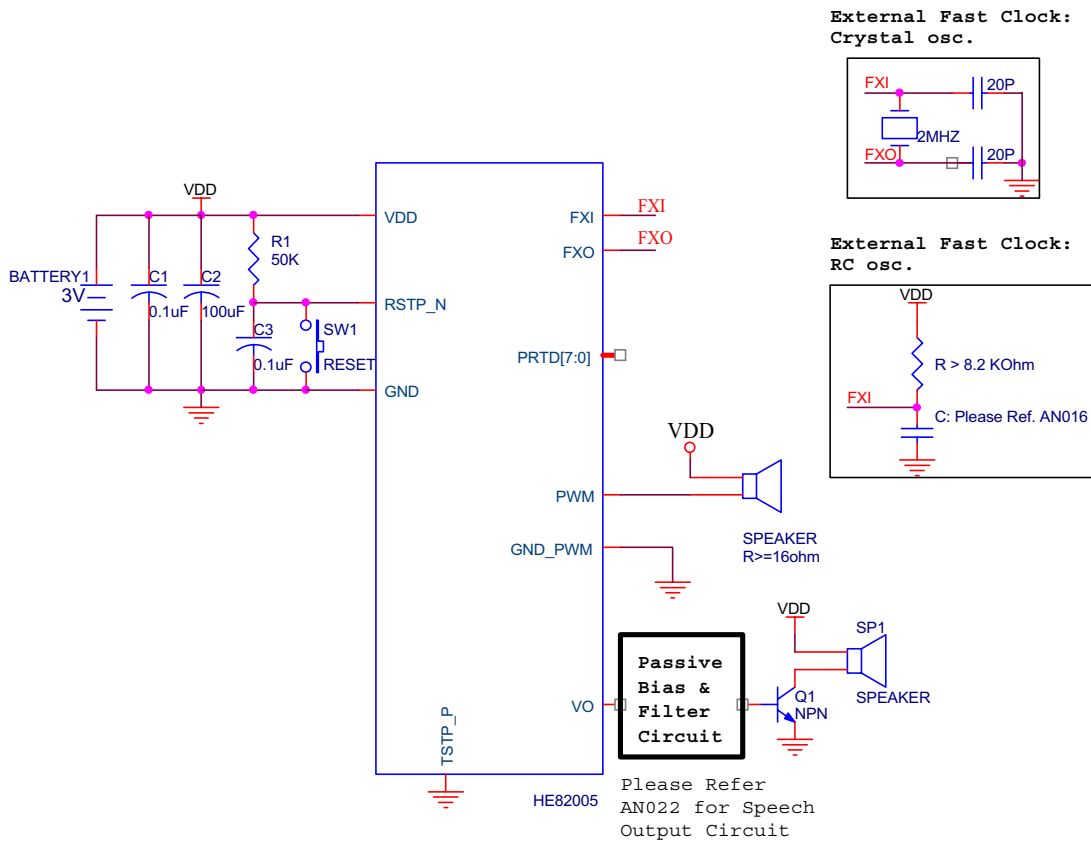 External Fast Clock:
Crystal osc.
FXI
20P
2MHZ
FXO
20P
VDD
VDD
FXI
FXI
FXO
FXO
R1
50K
BATTERY1
3V
C1
0.1uF
C2
100uF
RSTP_N
C3
0.1uF
SW1
RESET
GND
PRTD[7:0]
External Fast Clock:
RC osc.
VDD
R > 8.2 KOhm
FXI
C: Please Ref. AN016
VDD
PWM
SPEAKER
R>=16ohm
GND_PWM
VDD
SP1
SPEAKER
Passive
Bias &
Filter
Circuit
VO
Q1
NPN
TSTP_P
HE82005
Please Refer
AN022 for Speech
Output Circuit